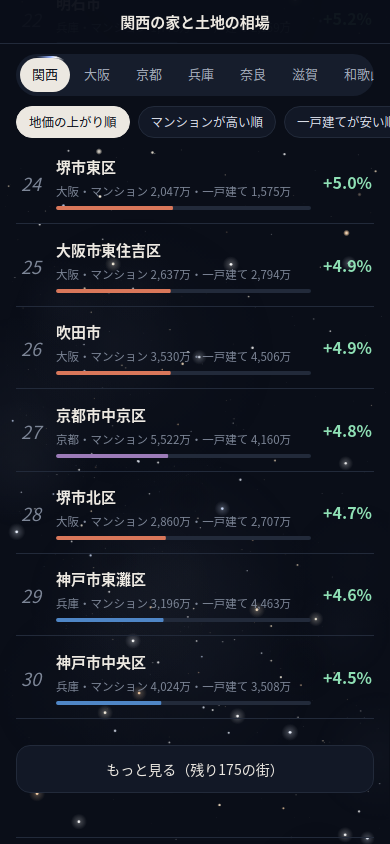 関西の家と土地の相場
関西 大阪 京都 兵庫 奈良 滋賀 和歌
地価の上がり順 マンションが高い順 一戸建てが安い順
24 堺市東区 +5.0%
大阪・マンション 2,047万・一戸建て 1,575万
25 大阪市東住吉区 +4.9%
大阪・マンション 2,637万・一戸建て 2,794万
26 吹田市 +4.9%
大阪・マンション 3,530万・一戸建て 4,506万
27 京都市中京区 +4.8%
京都・マンション 5,522万・一戸建て 4,160万
28 堺市北区 +4.7%
大阪・マンション 2,860万・一戸建て 2,707万
29 神戸市東灘区 +4.6%
兵庫・マンション 3,196万・一戸建て 4,463万
30 神戸市中央区 +4.5%
兵庫・マンション 4,024万・一戸建て 3,508万
もっと見る（残り175の街）